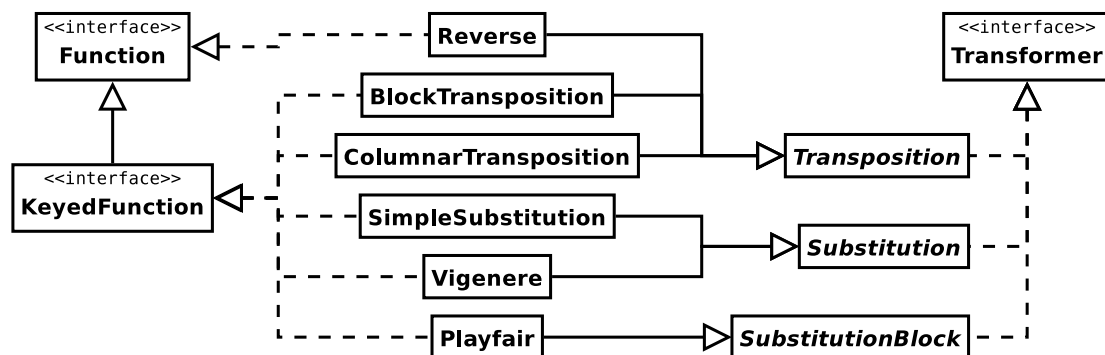 <<interface>>
Function
Reverse
<<interface>>
Transformer
BlockTransposition
ColumnarTransposition
Transposition
<<interface>>
KeyedFunction
SimpleSubstitution
Substitution
Vigenere
Playfair
SubstitutionBlock